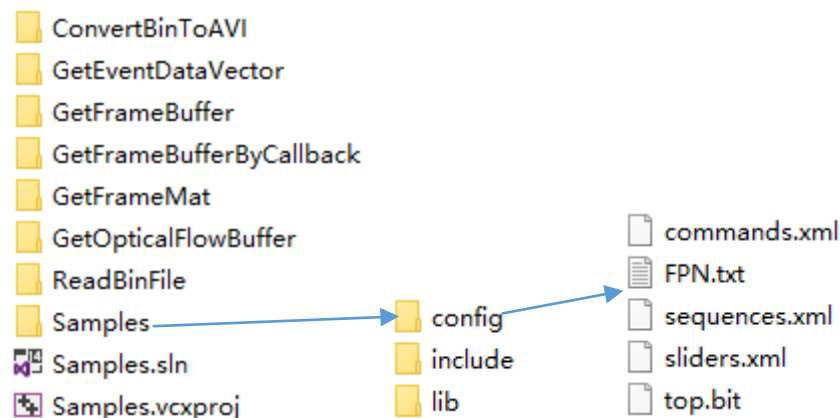 ConvertBinToAVI
GetEventDataVector
GetFrameBuffer
GetFrameBufferByCallback
GetFrameMat
GetOpticalFlowBuffer
ReadBinFile
Samples
Samples.sln
Samples.vcxproj
config
include
lib
commands.xml
FPN.txt
sequences.xml
sliders.xml
top.bit